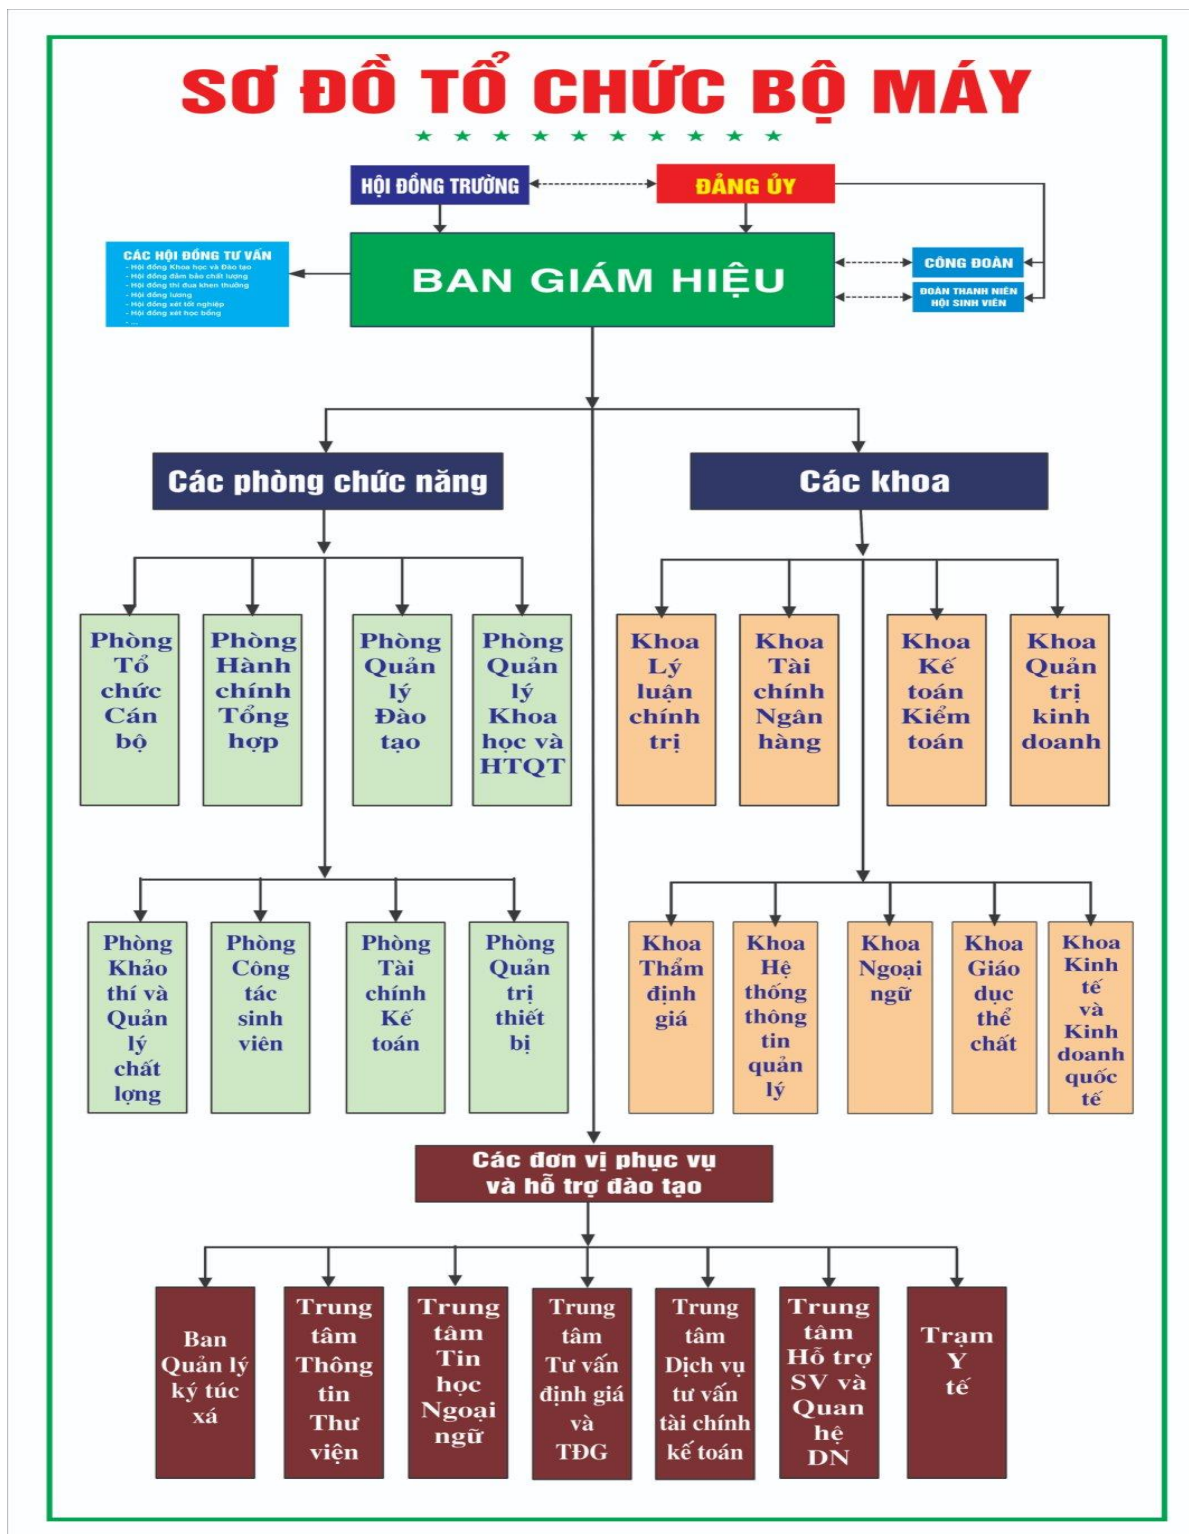 SƠ ĐỒ TỔ CHỨC BỘ MÁY
HỘI ĐỒNG TRƯỜNG
ĐẢNG ỦY
CÁC HỘI ĐỒNG TƯ VẤN
- Hội đồng Khoa học và Đào tạo
- Hội đồng đảm bảo chất lượng
- Hội đồng thi đua khen thưởng
- Hội đồng lương
- Hội đồng xét tốt nghiệp
- Hội đồng xét học bổng
- ...
BAN GIÁM HIỆU
CÔNG ĐOÀN
ĐOÀN THANH NIÊN
HỘI SINH VIÊN
Các phòng chức năng
Các khoa
Phòng
Tổ
chức
Cán
bộ
Phòng
Hành
chính
Tổng
hợp
Phòng
Quản
lý
Đào
tạo
Phòng
Quản
lý
Khoa
học và
HTQT
Khoa
Lý
luận
chính
trị
Khoa
Tài
chính
Ngân
hàng
Khoa
Kế
toán
Kiểm
toán
Khoa
Quản
trị
kinh
doanh
Phòng
Khảo
thí và
Quản
lý
chất
lợng
Phòng
Công
tác
sinh
viên
Phòng
Tài
chính
Kế
toán
Phòng
Quản
trị
thiết
bị
Khoa
Thẩm
định
giá
Khoa
Hệ
thống
thông
tin
quản
lý
Khoa
Ngoại
ngữ
Khoa
Giáo
dục
thể
chất
Khoa
Kinh
tế
và
Kinh
doanh
quốc
tế
Các đơn vị phục vụ
và hỗ trợ đào tạo
Ban
Quản lý
ký túc
xá
Trung
tâm
Thông
tin
Thư
viện
Trung
tâm
Tin
học
Ngoại
ngữ
Trung
tâm
Tư vấn
định giá
và
TĐG
Trung
tâm
Dịch vụ
tư vấn
tài chính
kế toán
Trung
tâm
Hỗ trợ
SV và
Quan
hệ
DN
Trạm
Y
tế